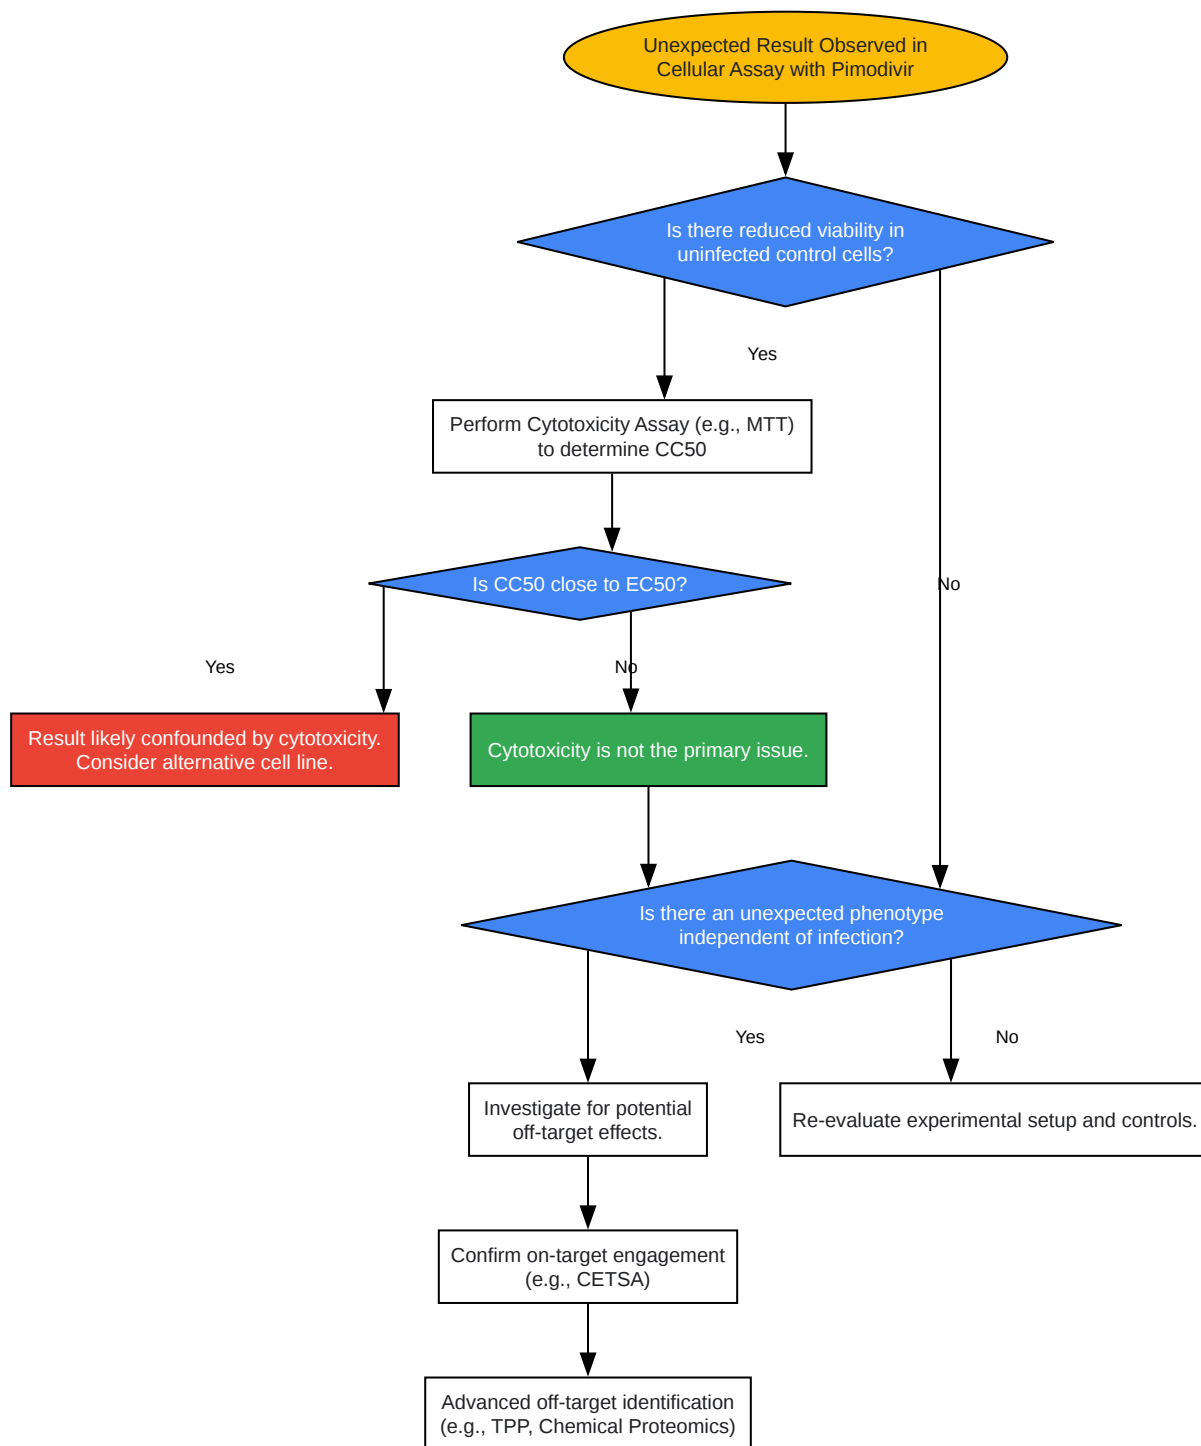 Unexpected Result Observed in
Cellular Assay with Pimodivir
Is there reduced viability in
uninfected control cells?
Yes
Perform Cytotoxicity Assay (e.g., MTT)
to determine CC50
Is CC50 close to EC50?
No
Yes
No
Result likely confounded by cytotoxicity.
Consider alternative cell line.
Cytotoxicity is not the primary issue.
Is there an unexpected phenotype
independent of infection?
Yes
No
Investigate for potential
off-target effects.
Re-evaluate experimental setup and controls.
Confirm on-target engagement
(e.g., CETSA)
Advanced off-target identification
(e.g., TPP, Chemical Proteomics)